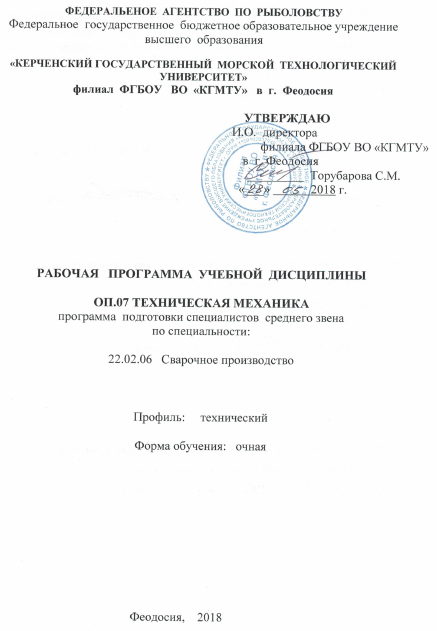 ФЕДЕРАЛЬЕНОЕ АГЕНТСТВО ПО РЫБОЛОВСТВУ
Федеральное государственное бюджетное образовательное учреждение
высшего образования
«КЕРЧЕНСКИЙ ГОСУДАРСТВЕННЫЙ МОРСКОЙ ТЕХНОЛОГИЧЕСКИЙ
УНИВЕРСИТЕТ»
филиал ФГБОУ ВО «КГМТУ» в г. Феодосия
УТВЕРЖДАЮ
И.О. директора
филиала ФГБОУ ВО «КГМТУ»
в г. Феодосия
Торубарова С.М.
«28» 05 2018 г.
РАБОЧАЯ ПРОГРАММА УЧЕБНОЙ ДИСЦИПЛИНЫ
ОП.07 ТЕХНИЧЕСКАЯ МЕХАНИКА
программа подготовки специалистов среднего звена
по специальности:
22.02.06 Сварочное производство
Профиль: технический
Форма обучения: очная
Феодосия, 2018